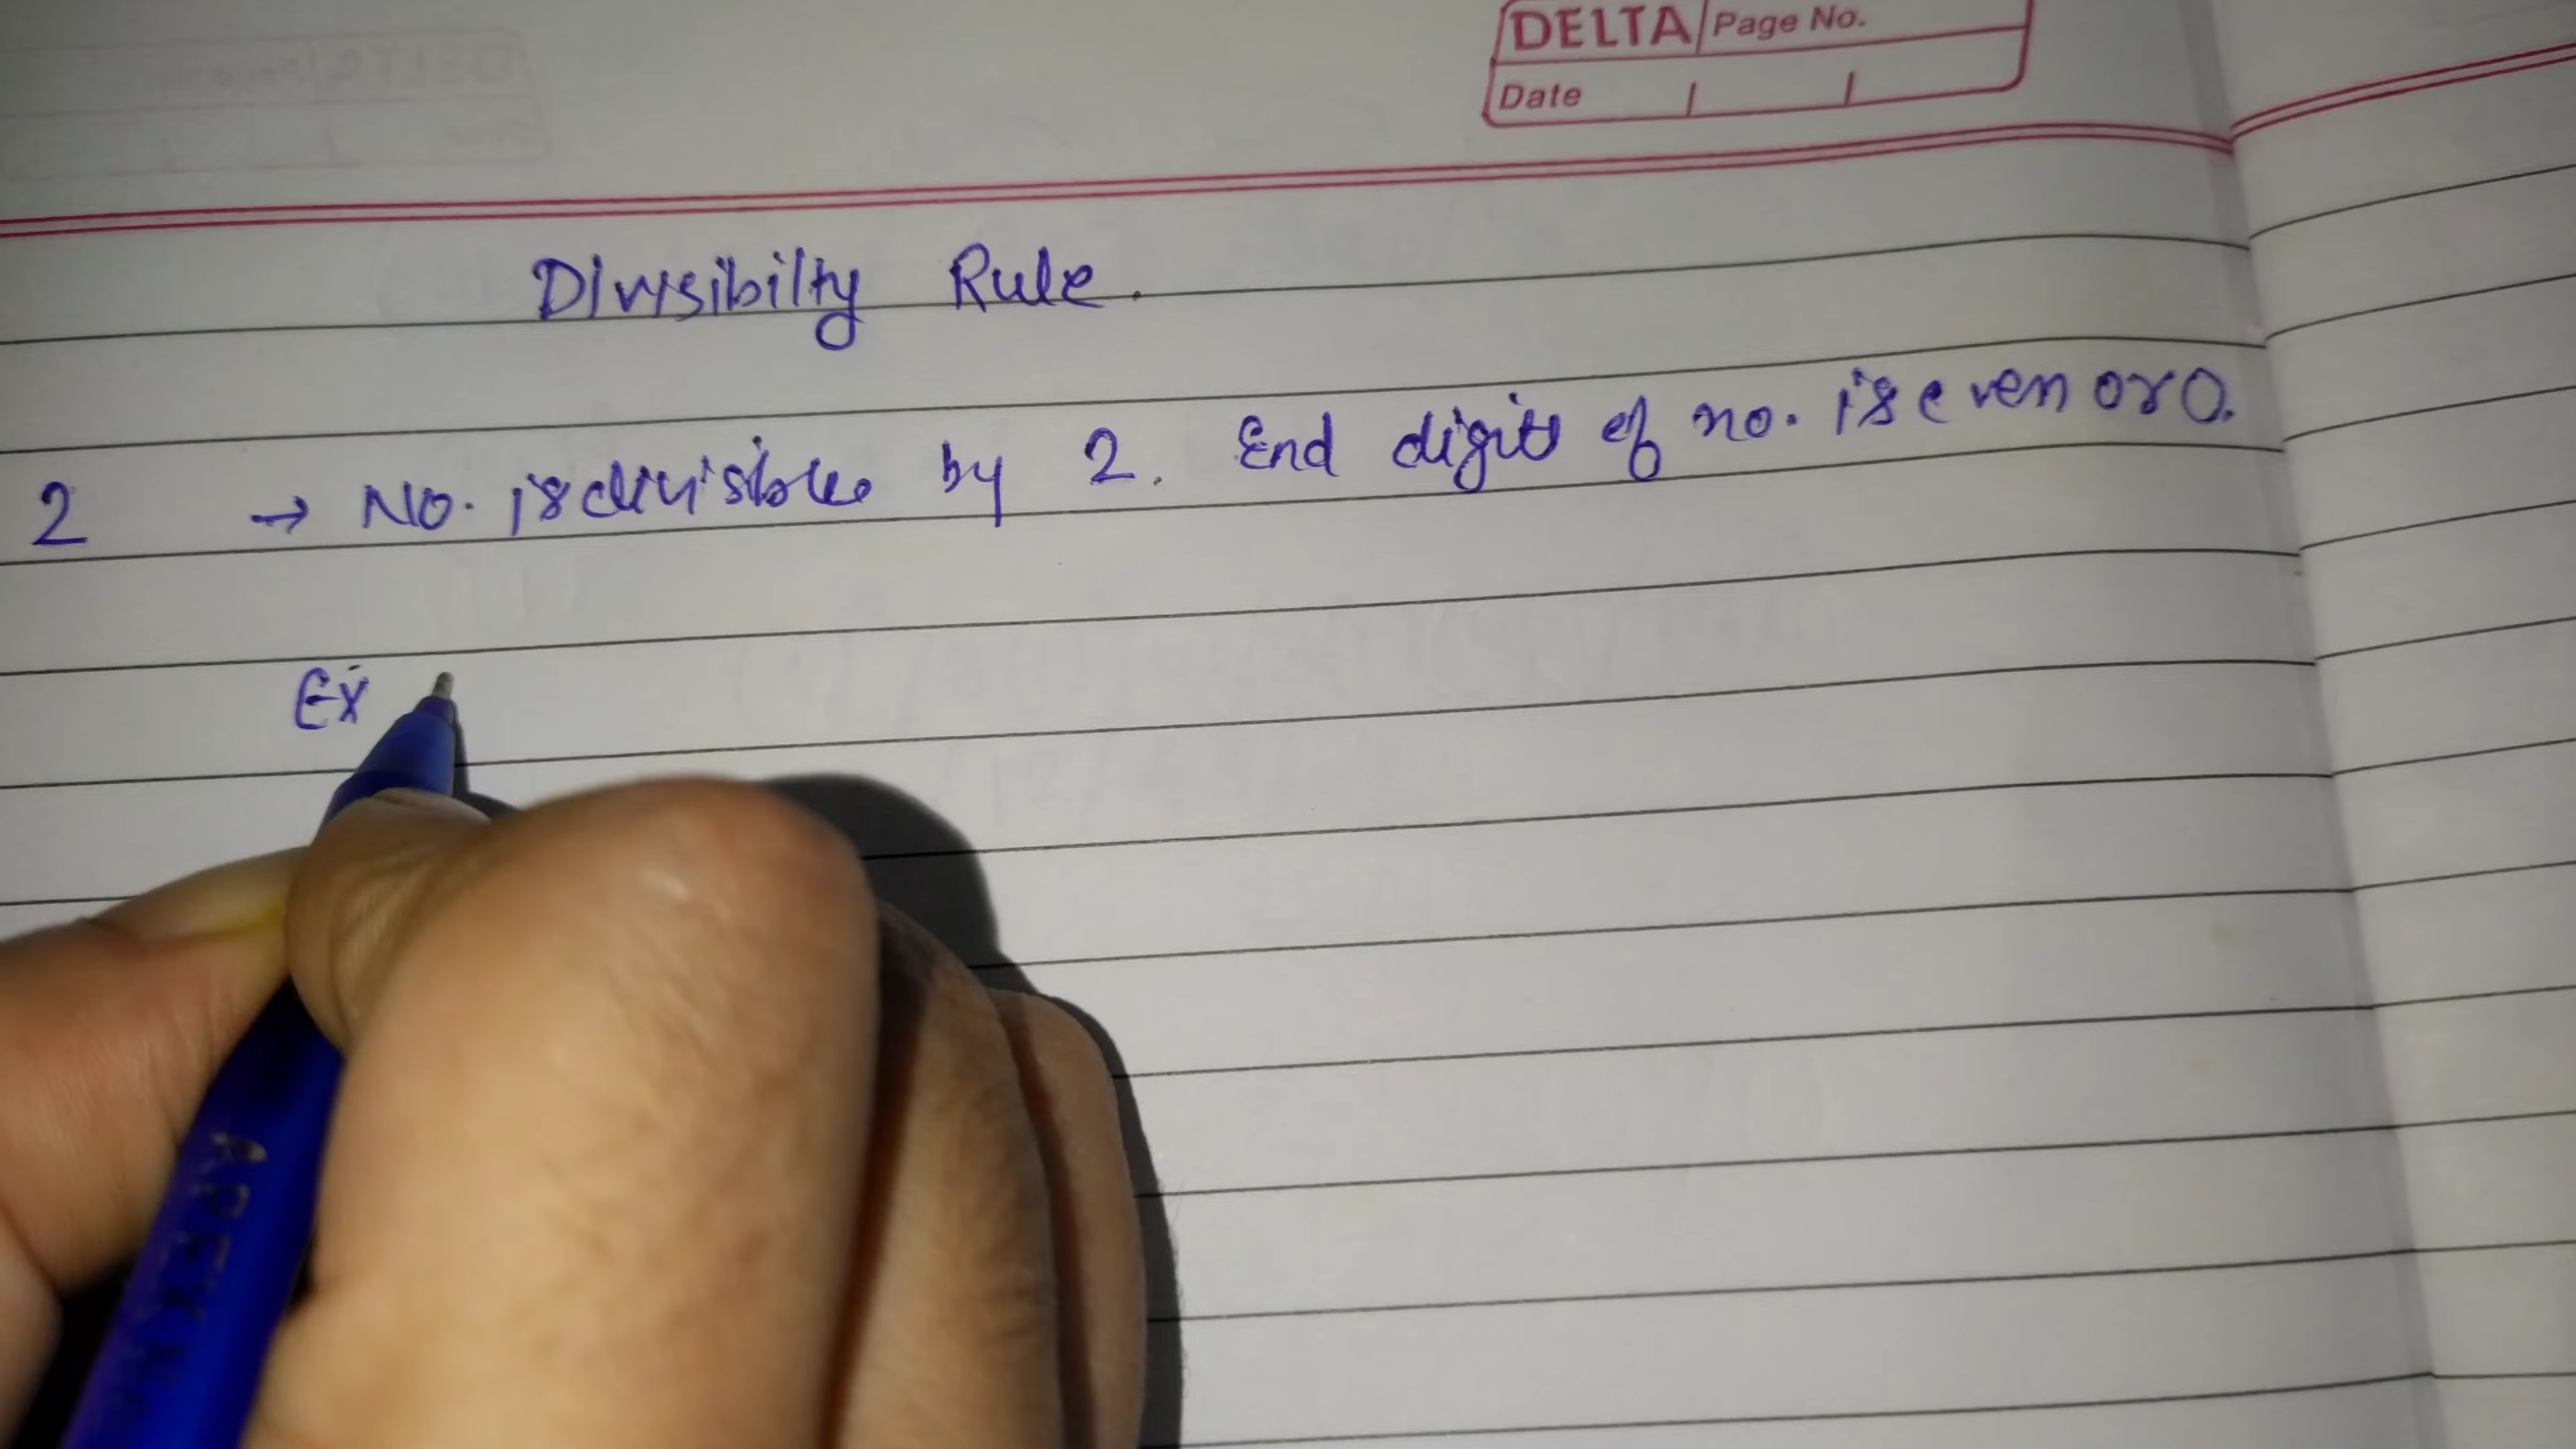 DELTA Page No.
Date
Divisibilty Rule.
2 → No. is divisible by 2. End digits of no. is even or 0.
Ex